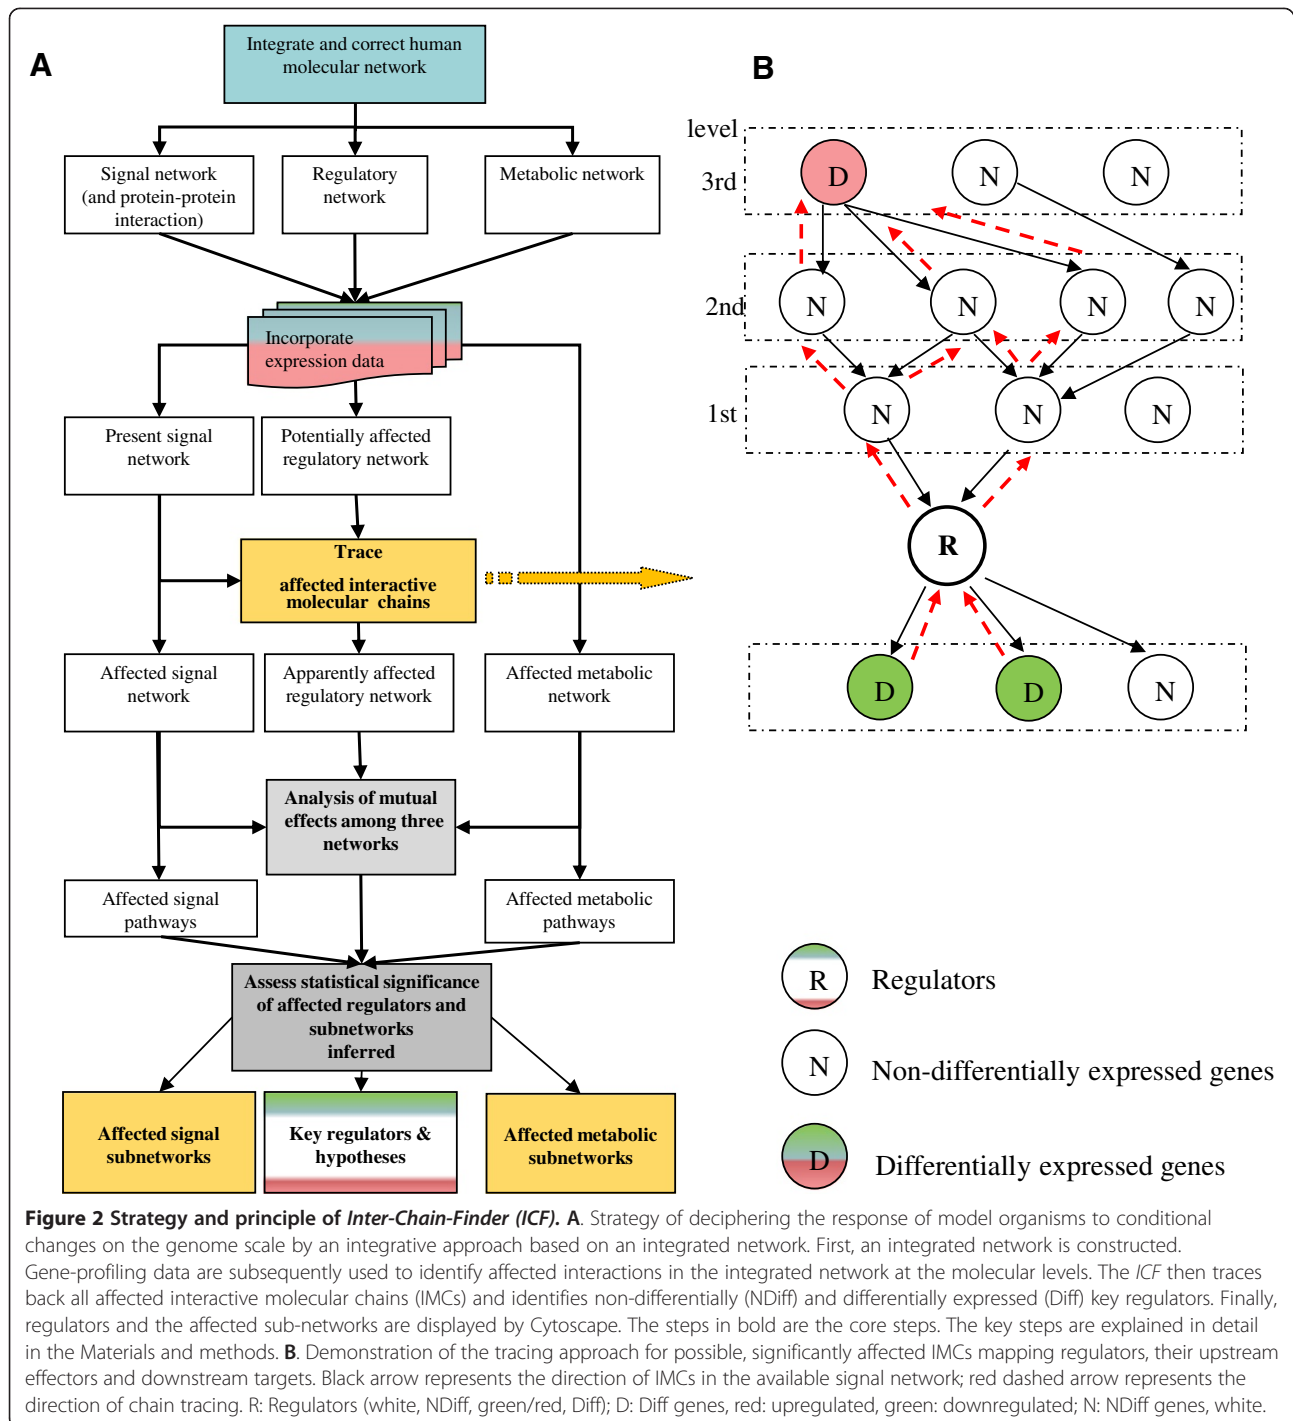 A
Integrate and correct human
molecular network
Signal network
(and protein-protein
interaction)
Regulatory
network
Metabolic network
Incorporate
expression data
Present signal
network
Potentially affected
regulatory network
Trace
affected interactive
molecular chains
Affected signal
network
Apparently affected
regulatory network
Affected metabolic
network
Analysis of mutual
effects among three
networks
Affected signal
pathways
Affected metabolic
pathways
Assess statistical significance
of affected regulators and
subnetworks
inferred
Affected signal
subnetworks
Key regulators &
hypotheses
Affected metabolic
subnetworks
B
level
3rd
D
N
N
2nd
N
N
N
N
1st
N
N
N
R
D
D
N
R
Regulators
N
Non-differentially expressed genes
D
Differentially expressed genes
Figure 2 Strategy and principle of Inter-Chain-Finder (ICF). A. Strategy of deciphering the response of model organisms to conditional
changes on the genome scale by an integrative approach based on an integrated network. First, an integrated network is constructed.
Gene-profiling data are subsequently used to identify affected interactions in the integrated network at the molecular levels. The ICF then traces
back all affected interactive molecular chains (IMCs) and identifies non-differentially (NDiff) and differentially expressed (Diff) key regulators. Finally,
regulators and the affected sub-networks are displayed by Cytoscape. The steps in bold are the core steps. The key steps are explained in detail
in the Materials and methods. B. Demonstration of the tracing approach for possible, significantly affected IMCs mapping regulators, their upstream
effectors and downstream targets. Black arrow represents the direction of IMCs in the available signal network; red dashed arrow represents the
direction of chain tracing. R: Regulators (white, NDiff, green/red, Diff); D: Diff genes, red: upregulated, green: downregulated; N: NDiff genes, white.